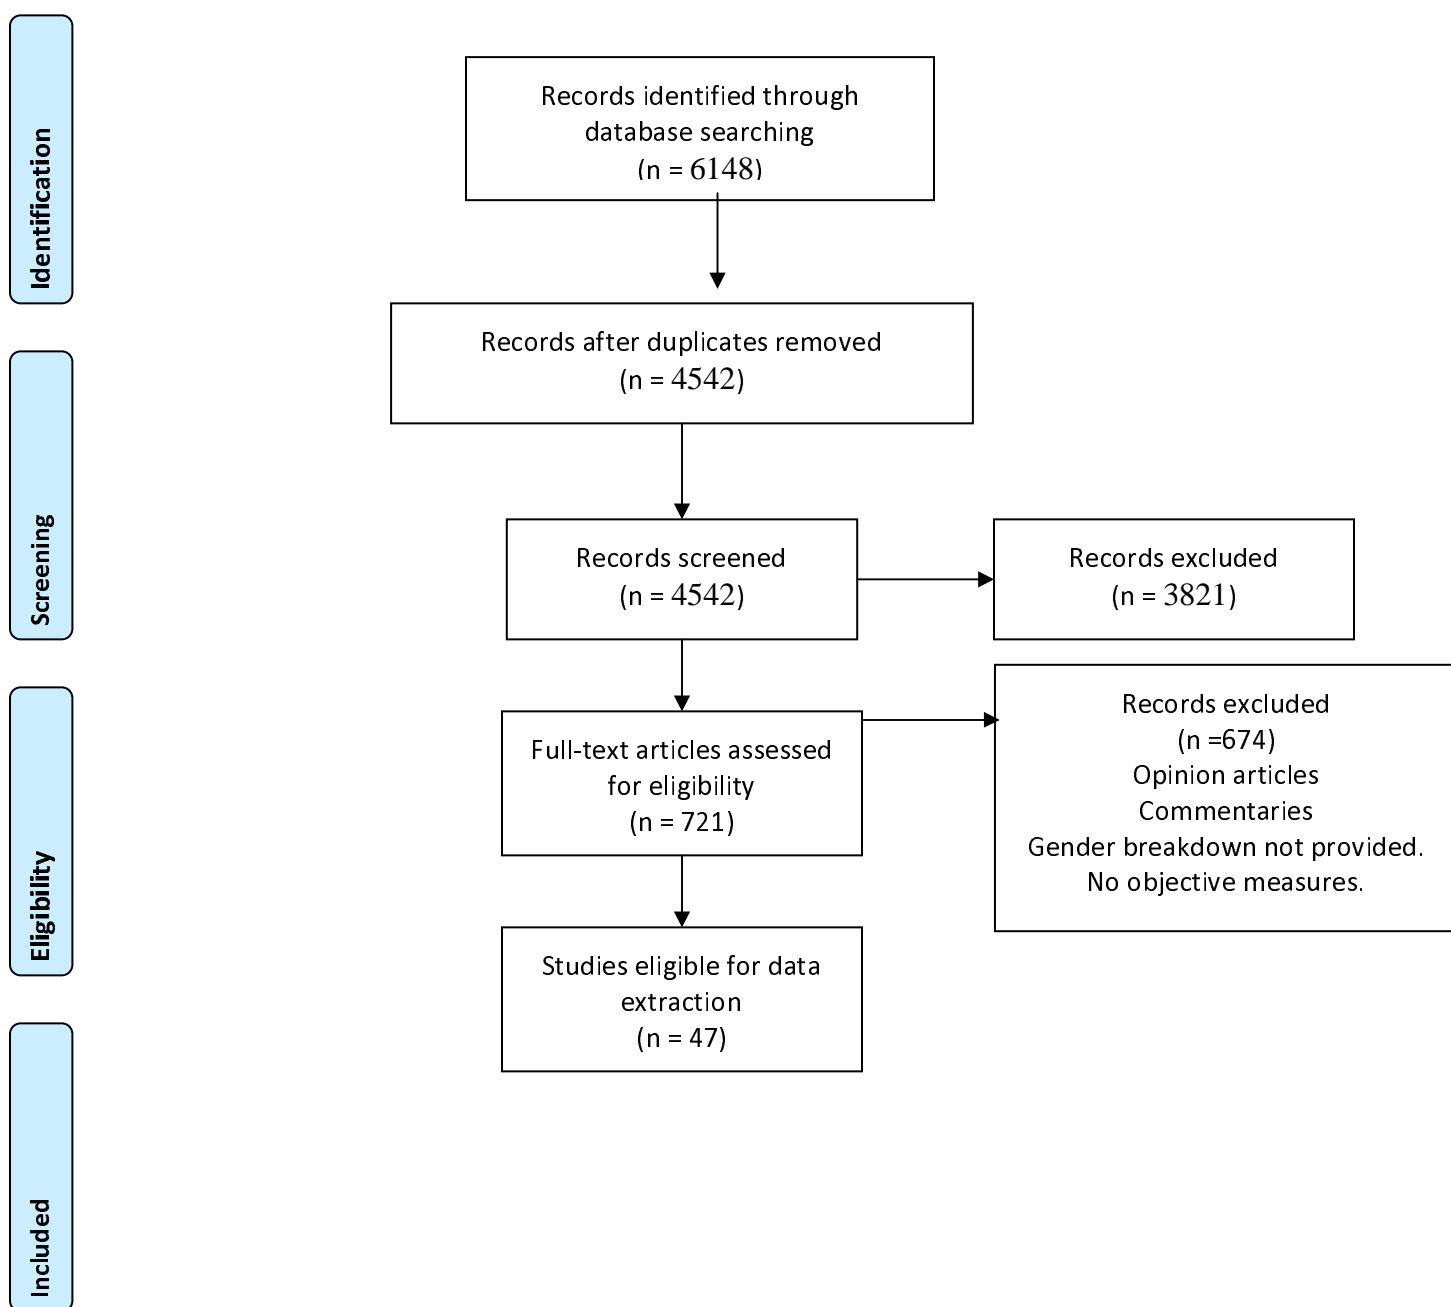 Identification
Records identified through
database searching
(n = 6148)
Records after duplicates removed
(n = 4542)
Screening
Records screened
(n = 4542)
Records excluded
(n = 3821)
Eligibility
Full-text articles assessed
for eligibility
(n = 721)
Records excluded
(n =674)
Opinion articles
Commentaries
Gender breakdown not provided.
No objective measures.
Studies eligible for data
extraction
(n = 47)
Included